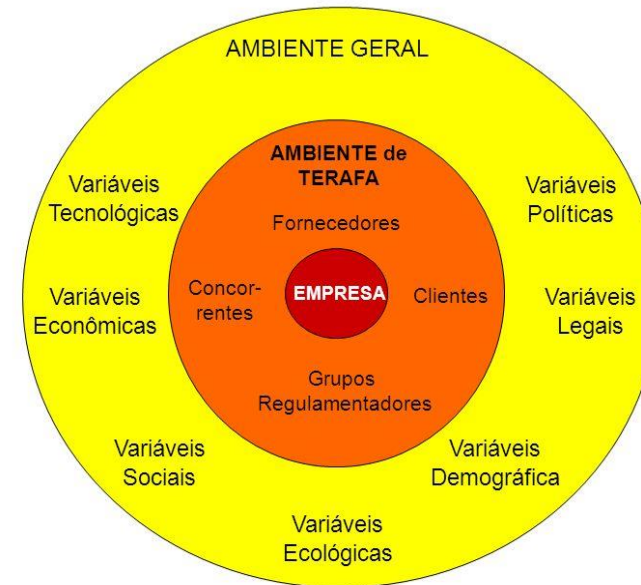 AMBIENTE GERAL
AMBIENTE de
TERAFA
Fornecedores
Concor-
rentes
EMPRESA
Clientes
Grupos
Regulamentadores
Variáveis
Tecnológicas
Variáveis
Políticas
Variáveis
Econômicas
Variáveis
Legais
Variáveis
Sociais
Variáveis
Demográfica
Variáveis
Ecológicas